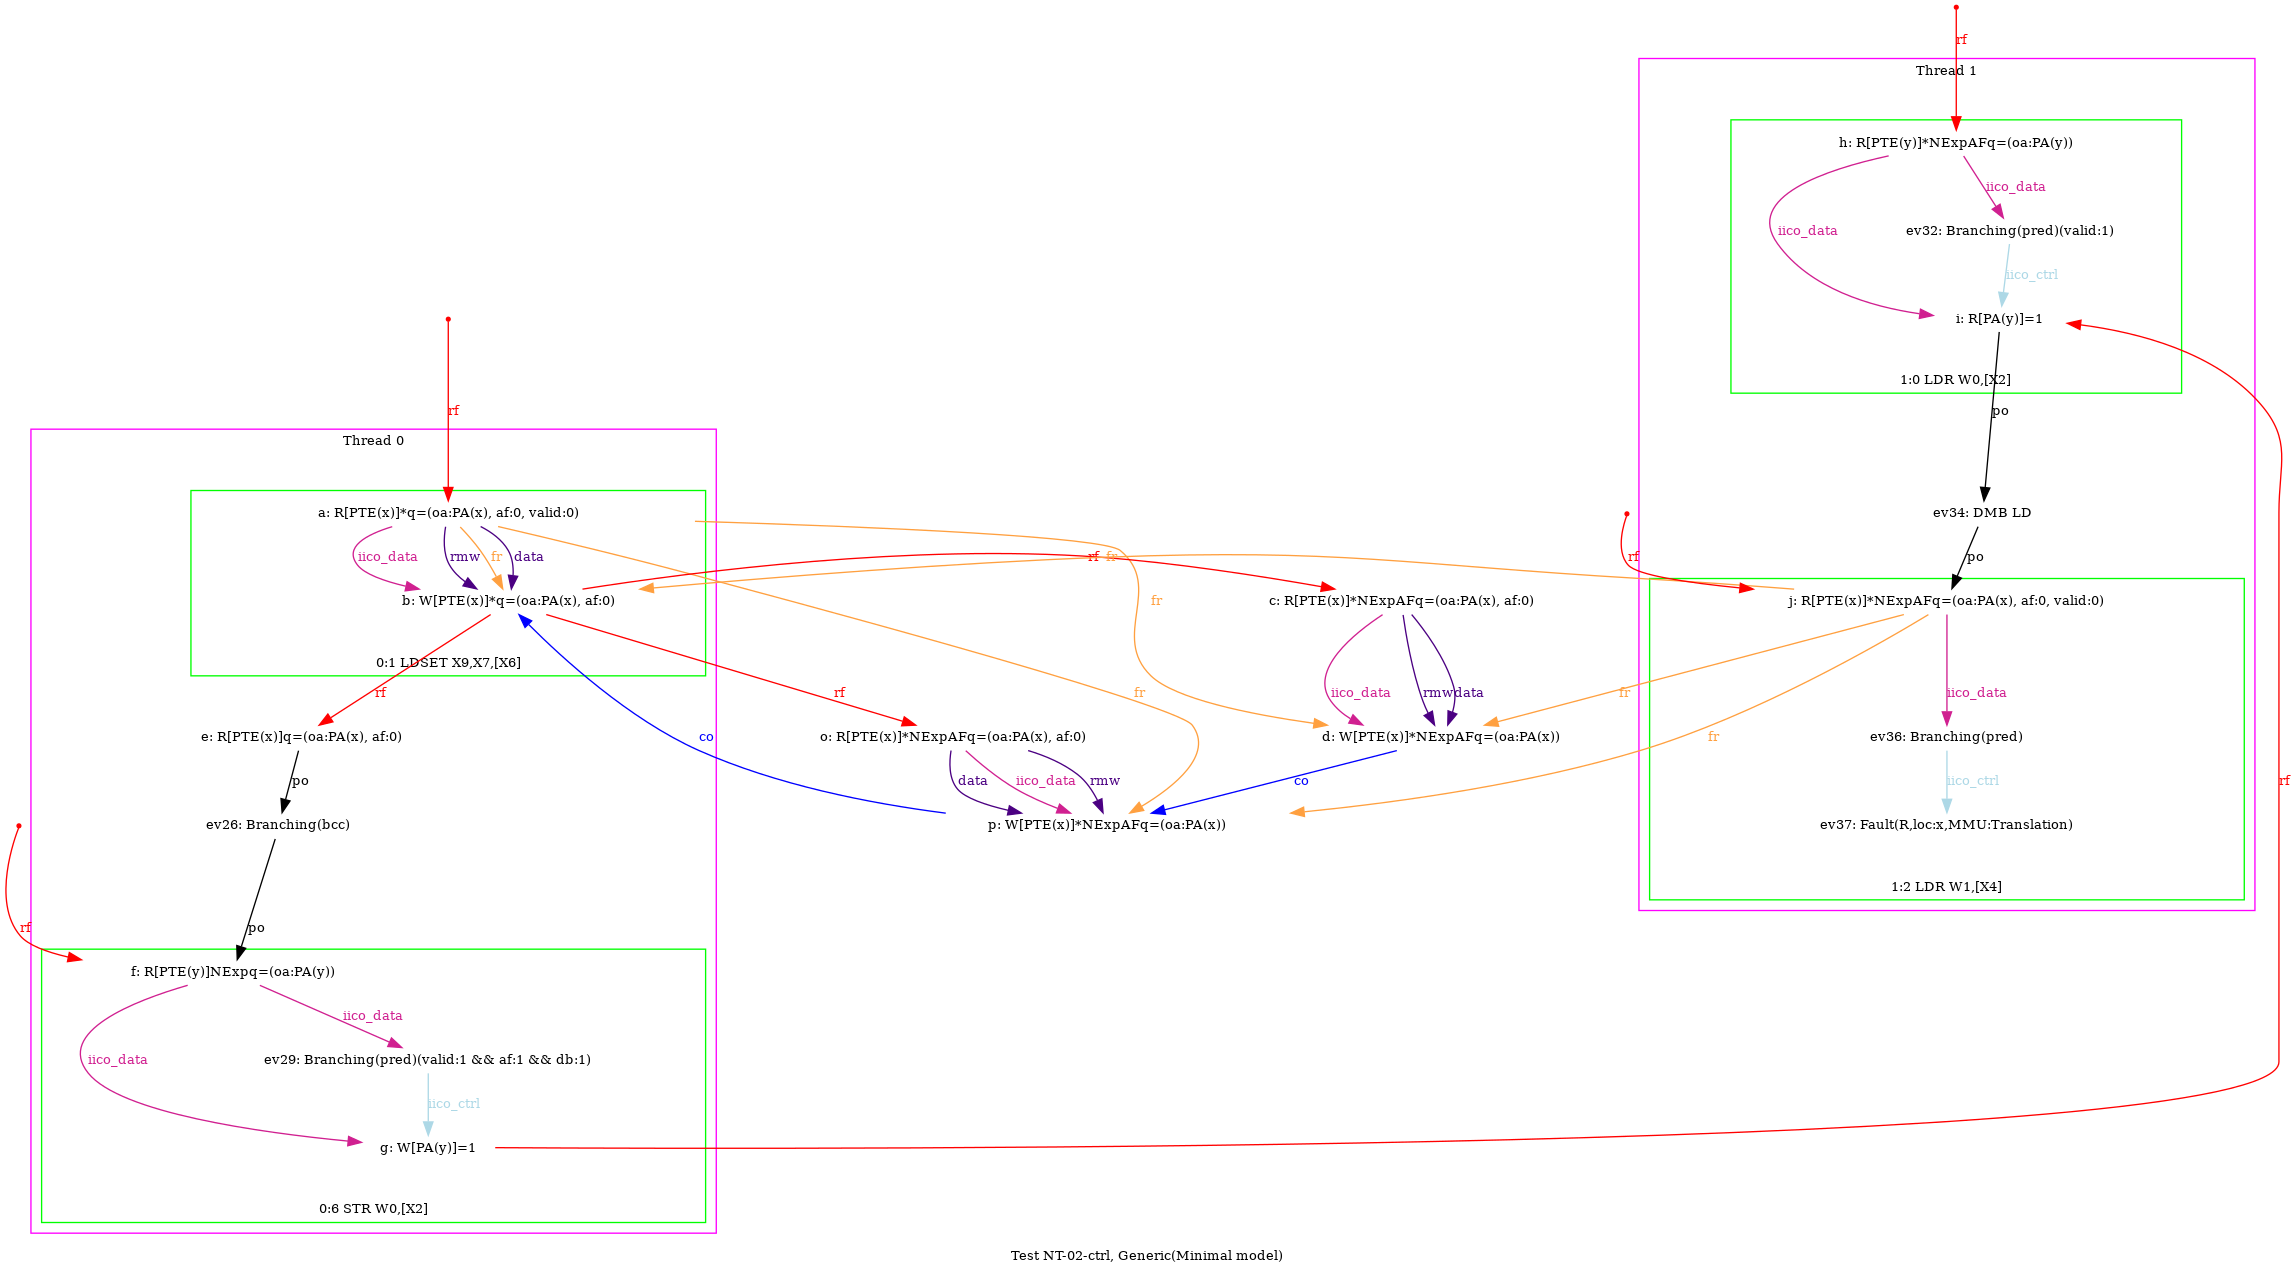 rf
Thread 1
h: R[PTE(y)]*NExpAFq=(oa:PA(y))
iico_data
iico_data
ev32: Branching(pred)(valid:1)
iico_ctrl
i: R[PA(y)]=1
1:0 LDR W0,[X2]
rf
po
Thread 0
a: R[PTE(x)]*q=(oa:PA(x), af:0, valid:0)
ev34: DMB LD
iico_data
rmw
fr
data
rf
fr
rf
po
b: W[PTE(x)]*q=(oa:PA(x), af:0)
fr
c: R[PTE(x)]*NExpAFq=(oa:PA(x), af:0)
j: R[PTE(x)]*NExpAFq=(oa:PA(x), af:0, valid:0)
0:1 LDSET X9,X7,[X6]
rf
rf
fr
iico_data
rmw
data
fr
iico_data
e: R[PTE(x)]q=(oa:PA(x), af:0)
co
o: R[PTE(x)]*NExpAFq=(oa:PA(x), af:0)
d: W[PTE(x)]*NExpAFq=(oa:PA(x))
fr
ev36: Branching(pred)
po
data
iico_data
rmw
co
iico_ctrl
rf
ev26: Branching(bcc)
p: W[PTE(x)]*NExpAFq=(oa:PA(x))
ev37: Fault(R,loc:x,MMU:Translation)
1:2 LDR W1,[X4]
rf
po
f: R[PTE(y)]NExpq=(oa:PA(y))
iico_data
iico_data
ev29: Branching(pred)(valid:1 && af:1 && db:1)
iico_ctrl
g: W[PA(y)]=1
0:6 STR W0,[X2]
Test NT-02-ctrl, Generic(Minimal model)